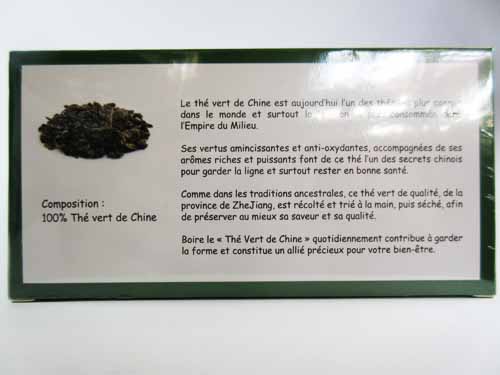 Le thé vert de Chine est aujourd'hui l'un des thés plus
dans le monde et surtout consommés dans
l'Empire du Milieu.
Ses vertus amincissantes et anti-oxydantes, accompagnées de ses
arômes riches et puissants font de ce thé l'un des secrets chinois
pour garder la ligne et surtout rester en bonne santé.
Composition :
100% Thé vert de Chine
Comme dans les traditions ancestrales, ce thé vert de qualité, de la
province de ZheJiang, est récolté et trié à la main, puis séché, afin
de préserver au mieux sa saveur et sa qualité.
Boire le « Thé Vert de Chine » quotidiennement contribue à garder
la forme et constitue un allié précieux pour votre bien-être.